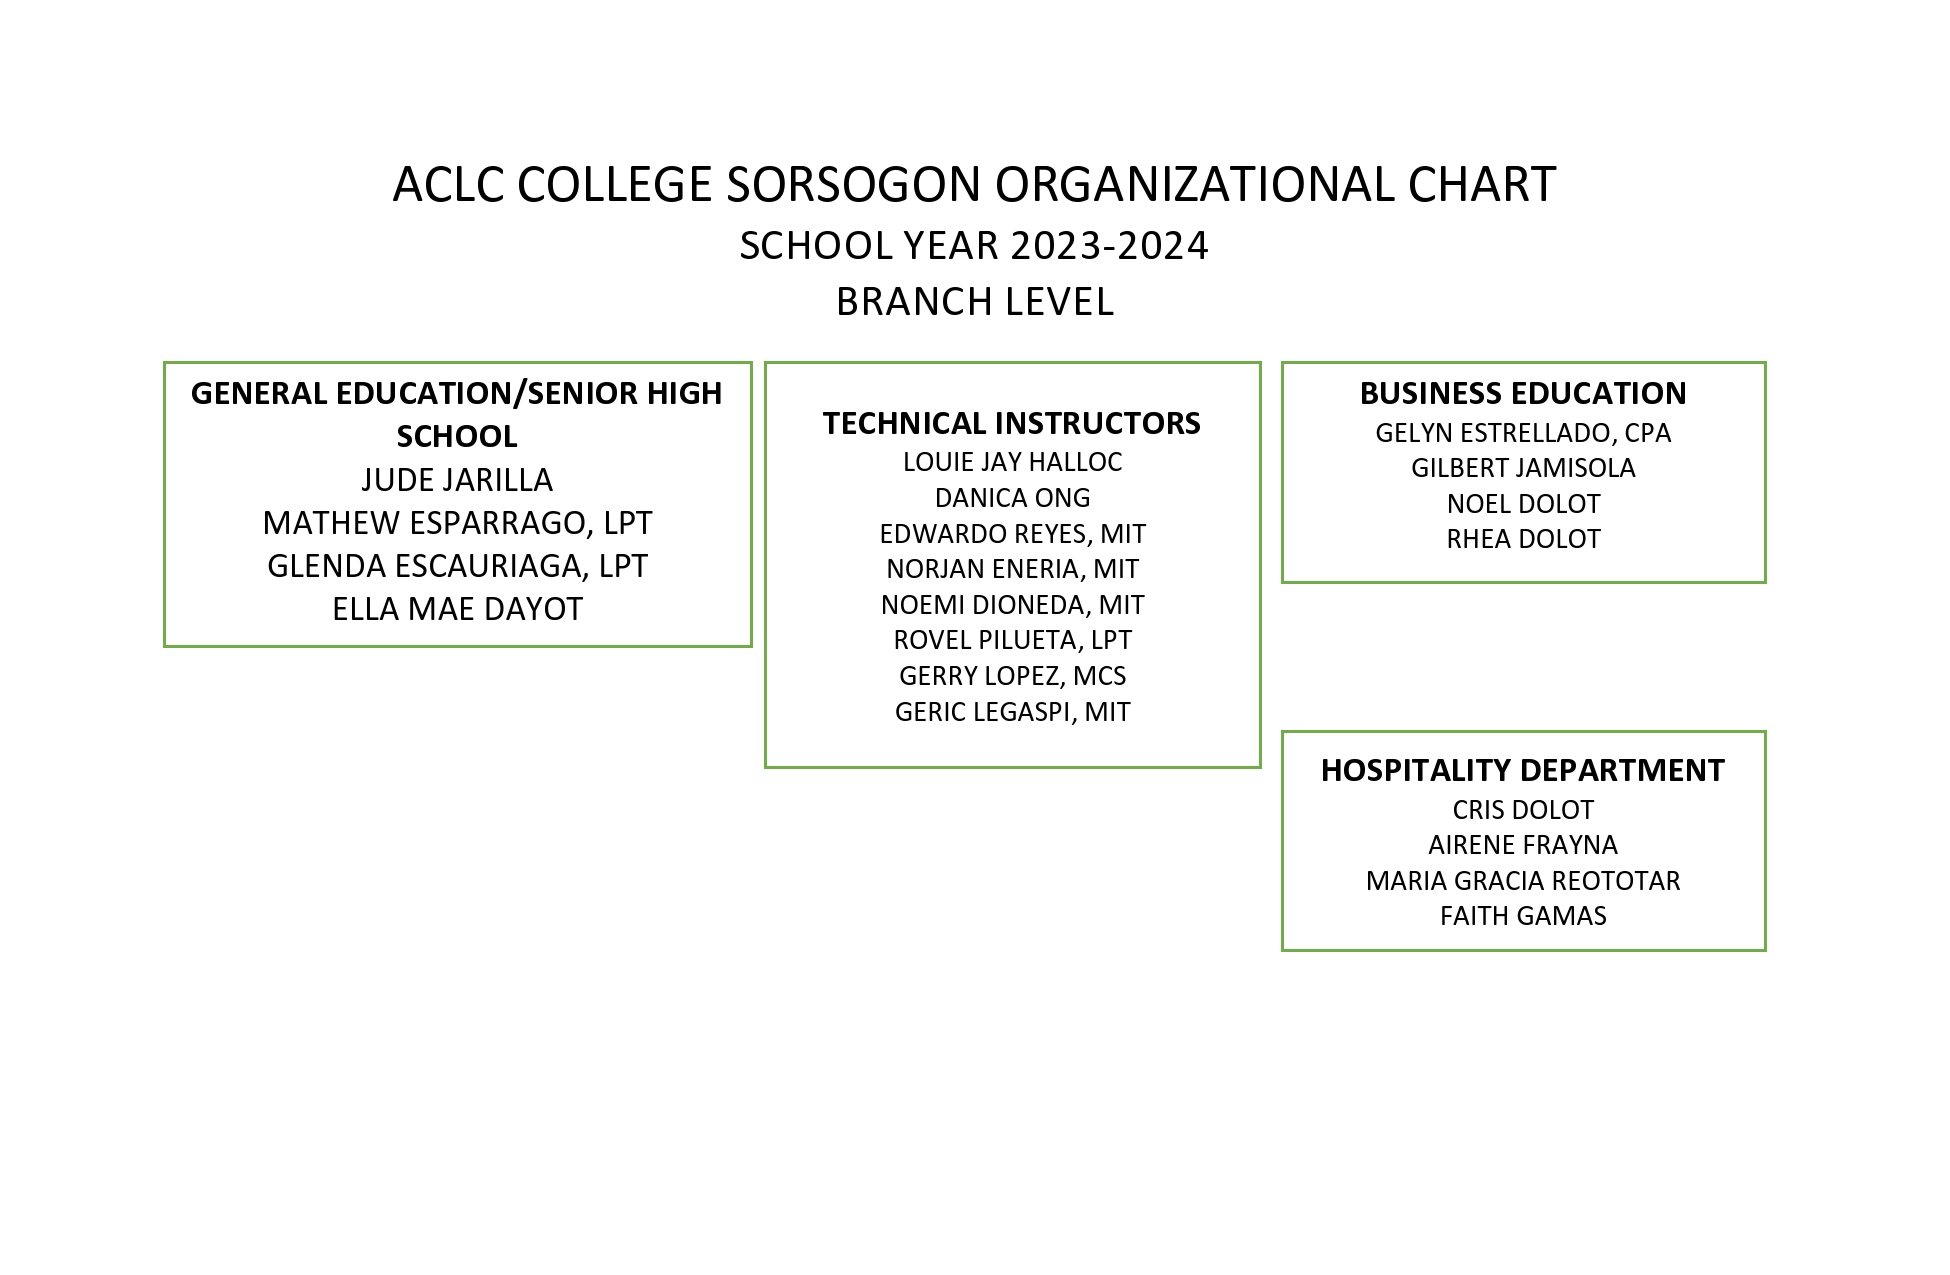 ACLC COLLEGE SORSOGON ORGANIZATIONAL CHART
SCHOOL YEAR 2023-2024
BRANCH LEVEL
GENERAL EDUCATION/SENIOR HIGH
SCHOOL
JUDE JARILLA
MATHEW ESPARRAGO, LPT
GLENDA ESCAURIAGA, LPT
ELLA MAE DAYOT
TECHNICAL INSTRUCTORS
LOUIE JAY HALLOC
DANICA ONG
EDWARDO REYES, MIT
NORJAN ENERIA, MIT
NOEMI DIONEDA, MIT
ROVEL PILUETA, LPT
GERRY LOPEZ, MCS
GERIC LEGASPI, MIT
BUSINESS EDUCATION
GELYN ESTRELLADO, CPA
GILBERT JAMISOLA
NOEL DOLOT
RHEA DOLOT
HOSPITALITY DEPARTMENT
CRIS DOLOT
AIRENE FRAYNA
MARIA GRACIA REOTOTAR
FAITH GAMAS